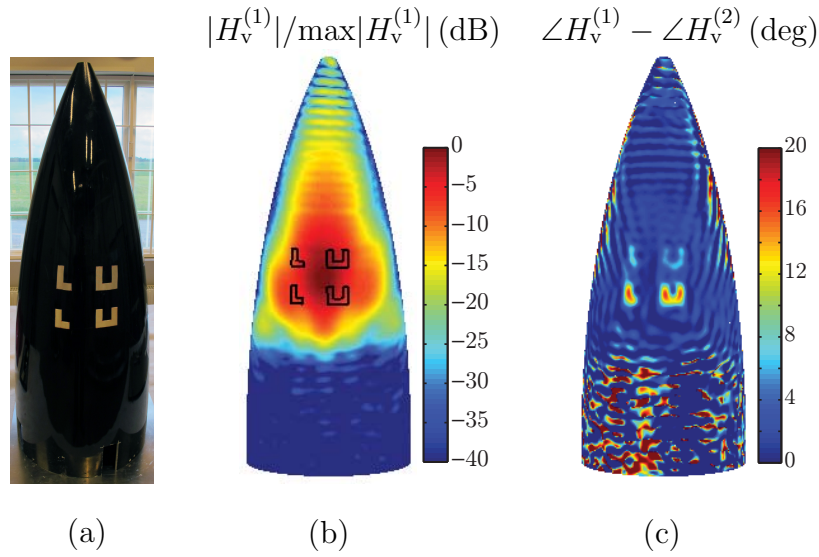 |H_v^(1)|/max|H_v^(1)| (dB)
∠H_v^(1) − ∠H_v^(2) (deg)
0
−5
−10
−15
−20
−25
−30
−35
−40
20
16
12
8
4
0
L U
L U
(a)
(b)
(c)